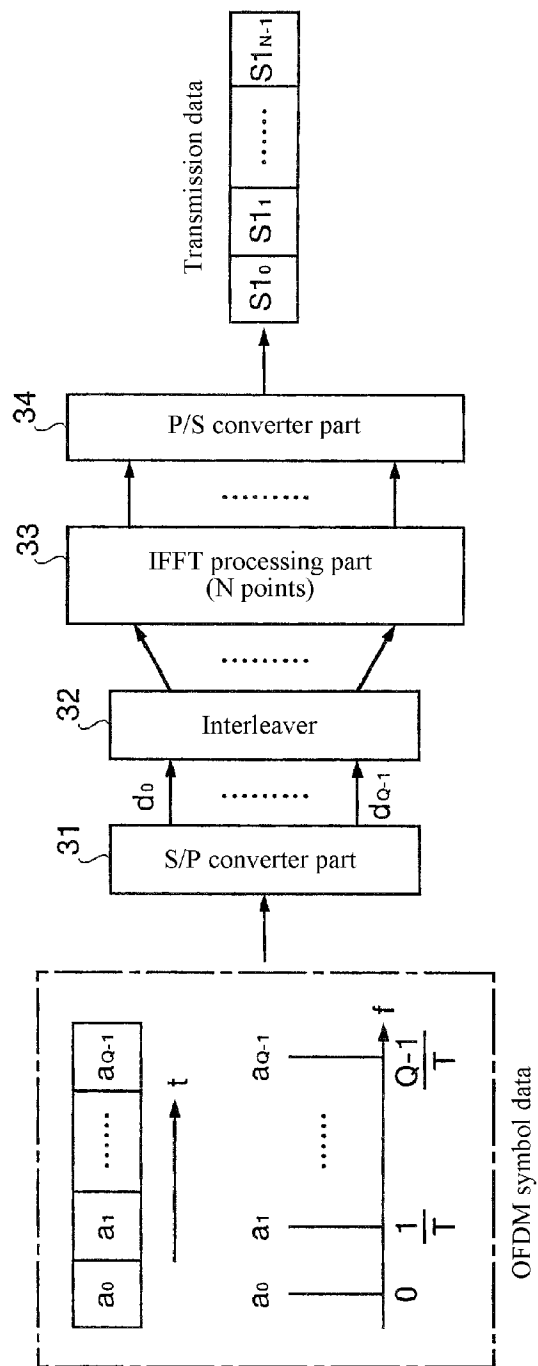 a0 a1 ...... aQ-1
t
a0 a1 ...... aQ-1
f
0 1/T Q-1/T
OFDM symbol data
31
S/P converter part
d0
.........
dQ-1
32
Interleaver
.........
33
IFFT processing part
(N points)
.........
34
P/S converter part
Transmission data
S10 S11 ...... S1N-1